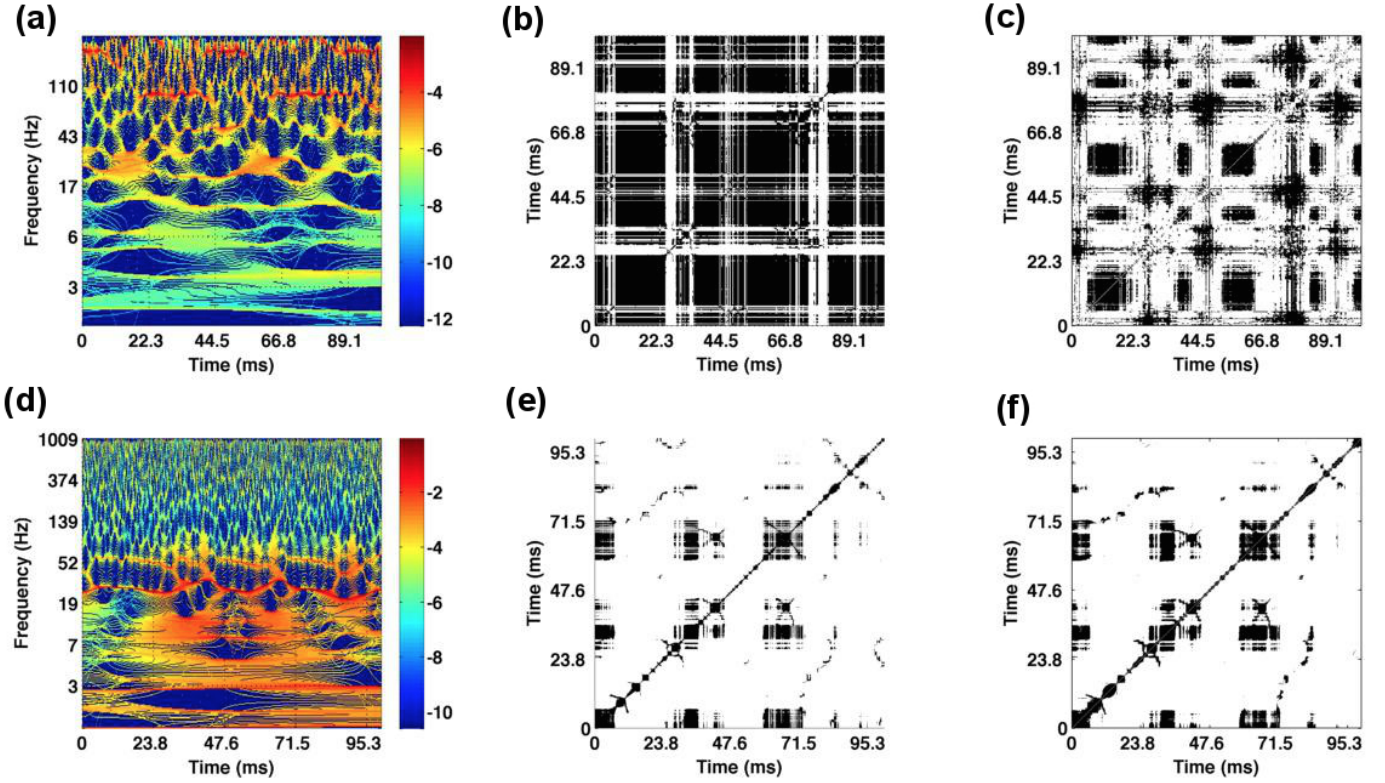 (a)
(b)
(c)
Frequency (Hz)
110
43
17
6
3
0 22.3 44.5 66.8 89.1
Time (ms)
-4
-6
-8
-10
-12
Time (ms)
89.1
66.8
44.5
22.3
0
0 22.3 44.5 66.8 89.1
Time (ms)
Time (ms)
89.1
66.8
44.5
22.3
0
0 22.3 44.5 66.8 89.1
Time (ms)
(d)
(e)
(f)
Frequency (Hz)
1009
374
139
52
19
7
3
0 23.8 47.6 71.5 95.3
Time (ms)
-2
-4
-6
-8
-10
Time (ms)
95.3
71.5
47.6
23.8
0
0 23.8 47.6 71.5 95.3
Time (ms)
Time (ms)
95.3
71.5
47.6
23.8
0
0 23.8 47.6 71.5 95.3
Time (ms)